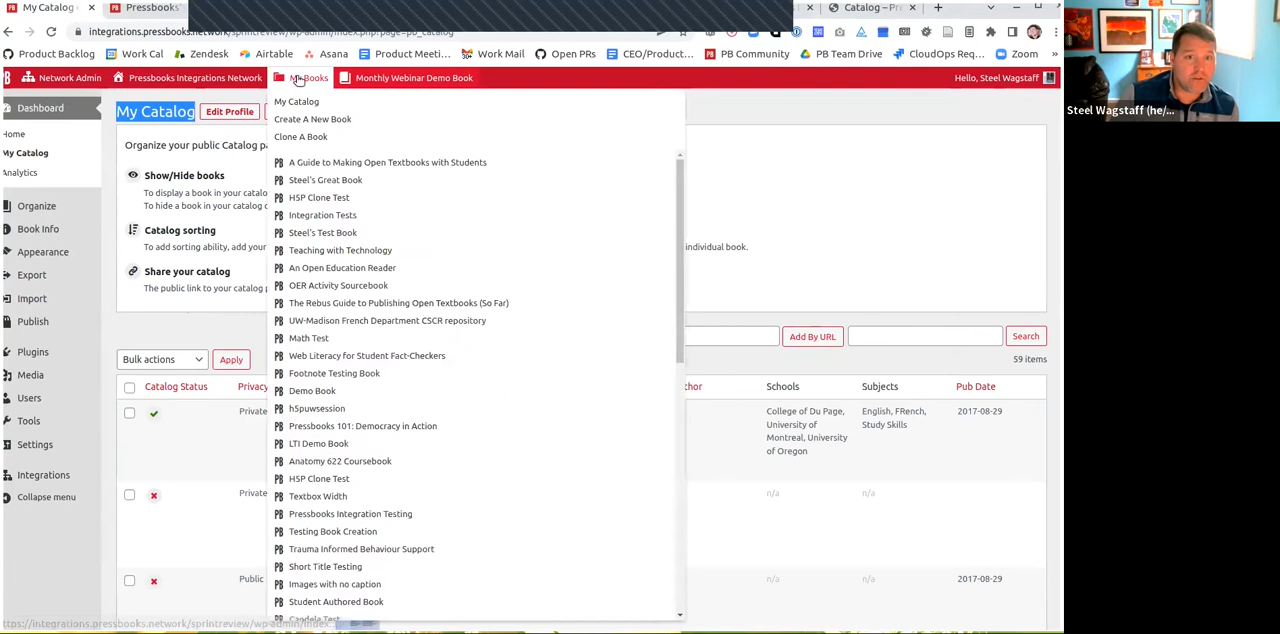 My Catalog
Pressbooks'
Catalog – Pre
integrations.pressbooks.network/sprintreview/wp-admin/index.php?page=pb_catalog
Product Backlog
Work Cal
Zendesk
Airtable
Asana
Product Meeti...
Work Mail
Open PRs
CEO/Product...
PB Community
PB Team Drive
CloudOps Req...
Zoom
Network Admin
Pressbooks Integrations Network
My Books
Monthly Webinar Demo Book
Hello, Steel Wagstaff
Steel Wagstaff (he/...
Dashboard
Home
My Catalog
Analytics
Organize
Book Info
Appearance
Export
Import
Publish
Plugins
Media
Users
Tools
Settings
Integrations
Collapse menu
My Catalog
Edit Profile
Organize your public Catalog pa
Show/Hide books
To display a book in your catalo
To hide a book in your catalog c
Catalog sorting
To add sorting ability, add your
individual book.
Share your catalog
The public link to your catalog p
My Catalog
Create A New Book
Clone A Book
A Guide to Making Open Textbooks with Students
Steel's Great Book
H5P Clone Test
Integration Tests
Steel's Test Book
Teaching with Technology
An Open Education Reader
OER Activity Sourcebook
The Rebus Guide to Publishing Open Textbooks (So Far)
UW-Madison French Department CSCR repository
Math Test
Web Literacy for Student Fact-Checkers
Footnote Testing Book
Demo Book
h5puwsession
Pressbooks 101: Democracy in Action
LTI Demo Book
Anatomy 622 Coursebook
H5P Clone Test
Textbox Width
Pressbooks Integration Testing
Testing Book Creation
Trauma Informed Behaviour Support
Short Title Testing
Images with no caption
Student Authored Book
Candela Test
Add By URL
Search
59 items
Bulk actions
Apply
Catalog Status
Privacy
hor
Schools
Subjects
Pub Date
Private
College of Du Page,
University of
Montreal, University
of Oregon
English, FRench,
Study Skills
2017-08-29
Private
n/a
n/a
Public
n/a
n/a
2017-08-29
ttps://integrations.pressbooks.network/sprintreview/wp-admin/index...